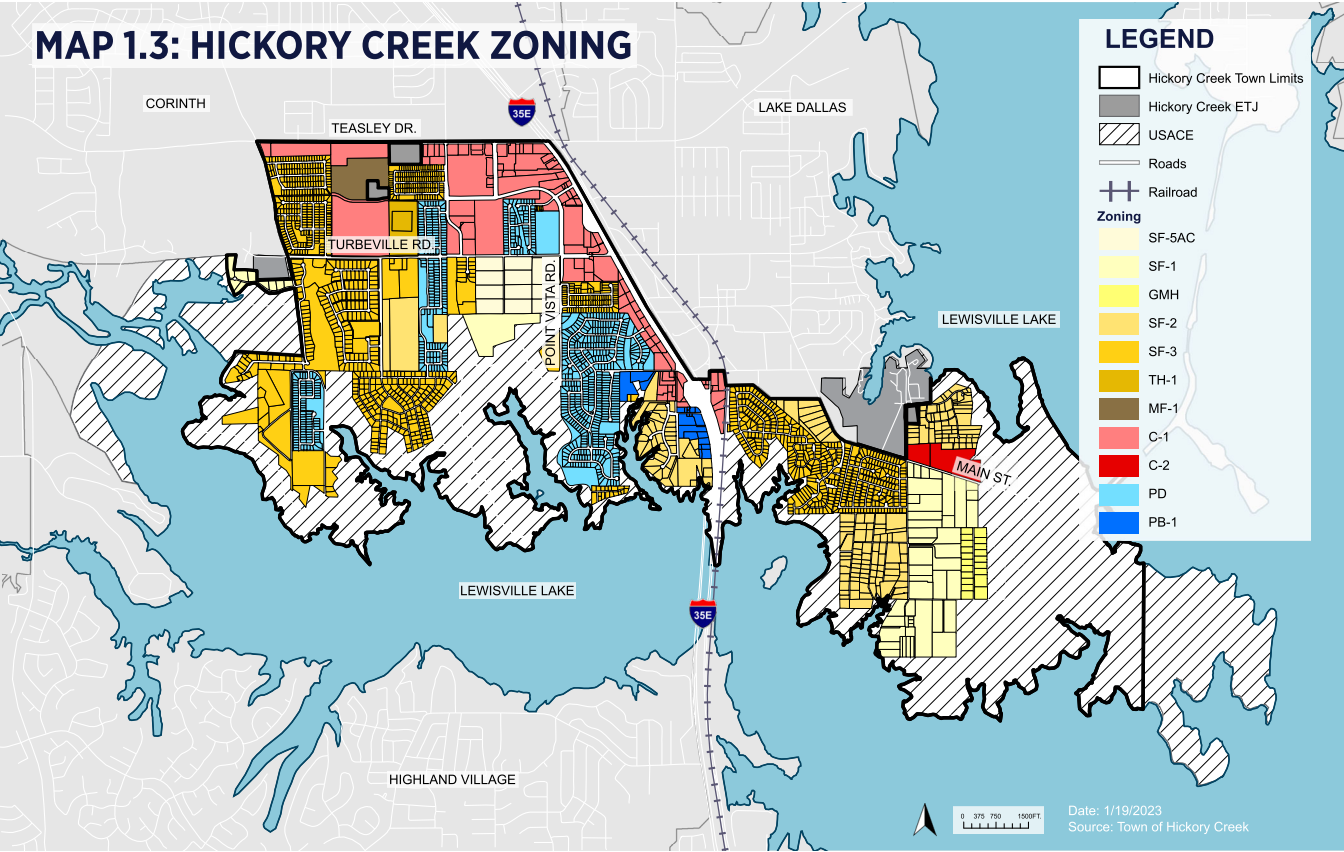 MAP 1.3: HICKORY CREEK ZONING
LEGEND
Hickory Creek Town Limits
Hickory Creek ETJ
USACE
Roads
Railroad
Zoning
SF-5AC
SF-1
GMH
SF-2
SF-3
TH-1
MF-1
C-1
C-2
PD
PB-1
CORINTH
35E
LAKE DALLAS
TEASLEY DR.
TURBEVILLE RD.
POINT VISTA RD.
LEWISVILLE LAKE
MAIN ST.
LEWISVILLE LAKE
35E
HIGHLAND VILLAGE
0 375 750 1500FT.
Date: 1/19/2023
Source: Town of Hickory Creek